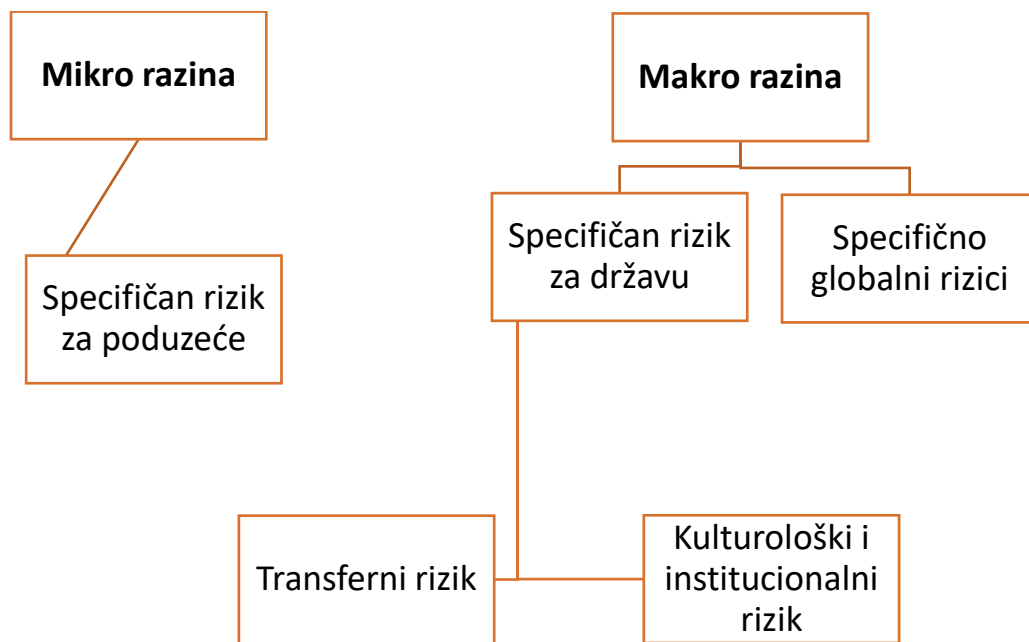 Mikro razina
Makro razina
Specifičan rizik
za državu
Specifično
globalni rizici
Specifičan rizik
za poduzeće
Transferni rizik
Kulturološki i
institucionalni
rizik